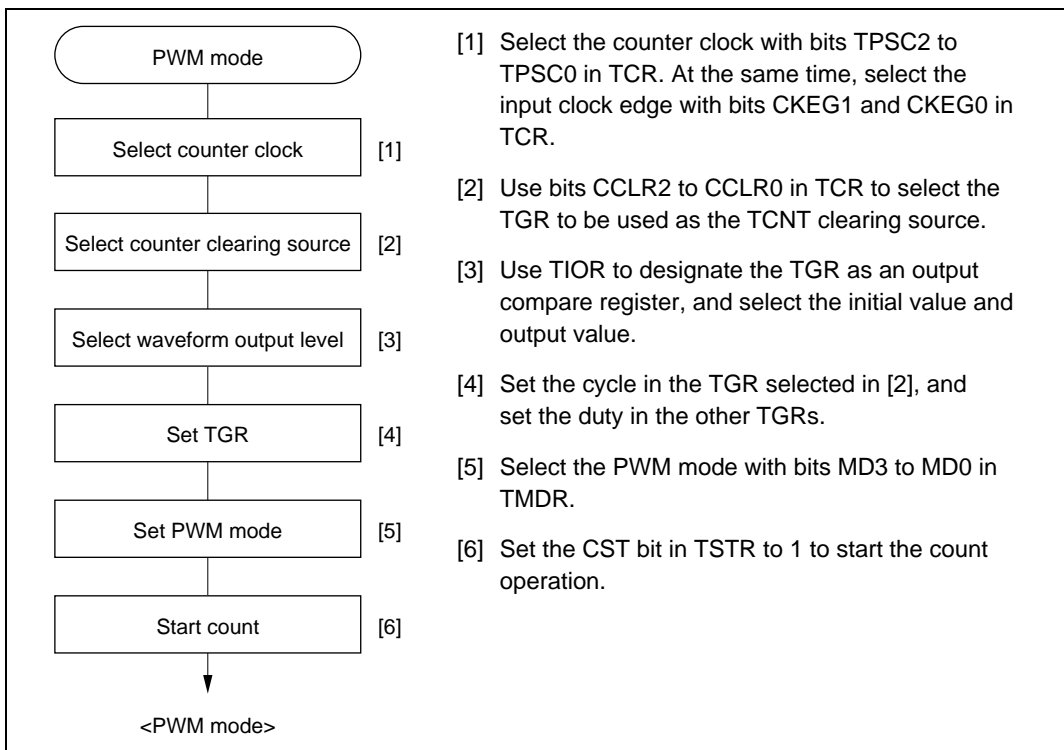 PWM mode
Select counter clock [1]
Select counter clearing source [2]
Select waveform output level [3]
Set TGR [4]
Set PWM mode [5]
Start count [6]
<PWM mode>
[1] Select the counter clock with bits TPSC2 to
TPSC0 in TCR. At the same time, select the
input clock edge with bits CKEG1 and CKEG0 in
TCR.
[2] Use bits CCLR2 to CCLR0 in TCR to select the
TGR to be used as the TCNT clearing source.
[3] Use TIOR to designate the TGR as an output
compare register, and select the initial value and
output value.
[4] Set the cycle in the TGR selected in [2], and
set the duty in the other TGRs.
[5] Select the PWM mode with bits MD3 to MD0 in
TMDR.
[6] Set the CST bit in TSTR to 1 to start the count
operation.